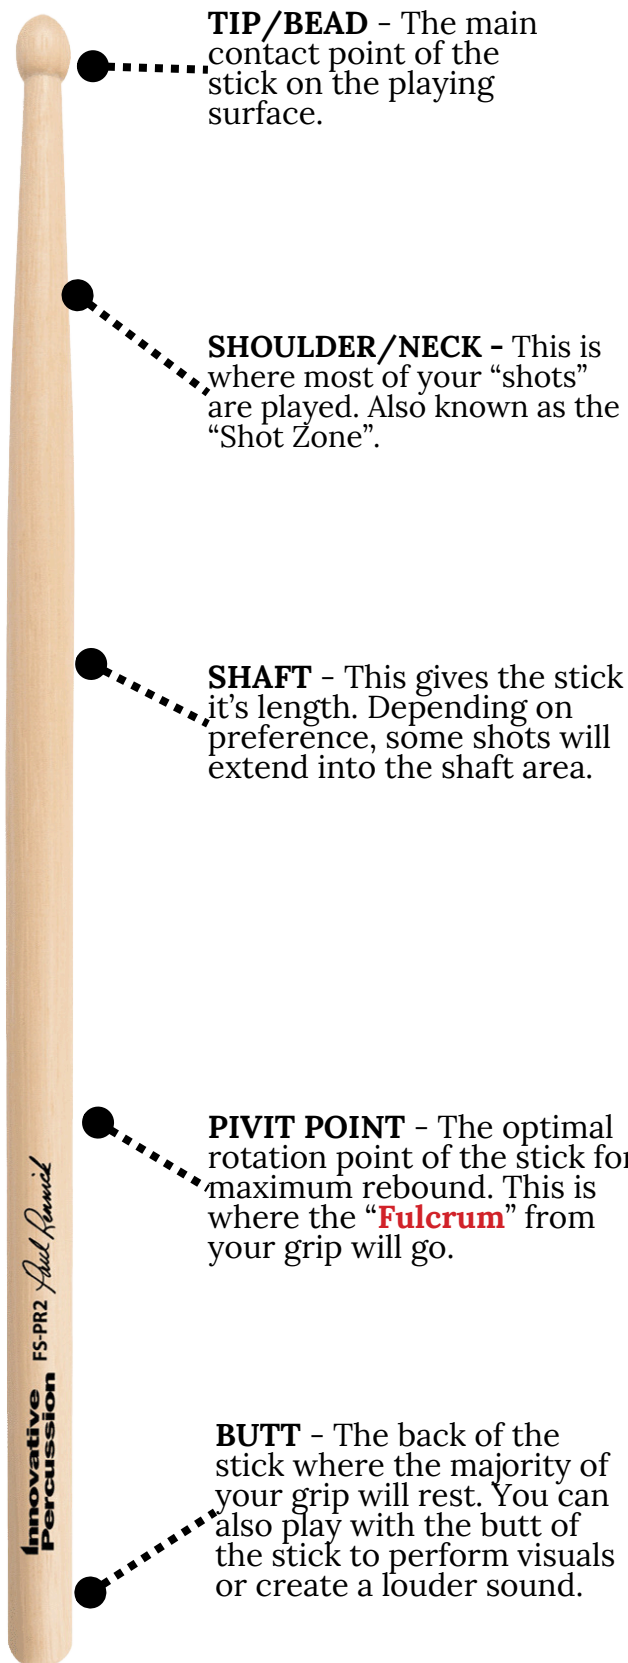 TIP/BEAD - The main
contact point of the
stick on the playing
surface.
SHOULDER/NECK - This is
where most of your “shots”
are played. Also known as the
“Shot Zone”.
SHAFT - This gives the stick
it’s length. Depending on
preference, some shots will
extend into the shaft area.
PIVIT POINT - The optimal
rotation point of the stick for
maximum rebound. This is
where the “Fulcrum” from
your grip will go.
BUTT - The back of the
stick where the majority of
your grip will rest. You can
also play with the butt of
the stick to perform visuals
or create a louder sound.
Innovative
Percussion
FS-PR2 Paul Rennick